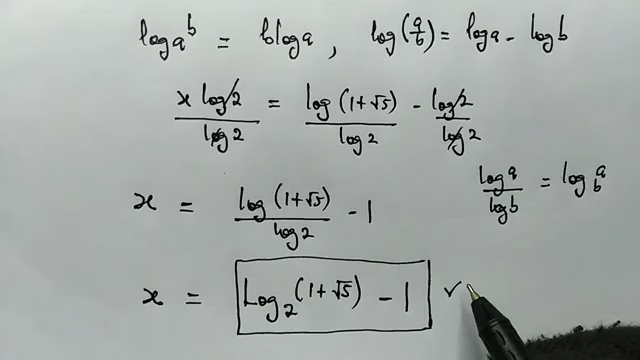 log a^b = b log a , log(a/b) = log a - log b
x log 2 / log 2 = log (1+√5) / log 2 - log 2 / log 2
log a / log b = log_b a
x = log (1+√5) / log 2 - 1
x = Log_2 (1+√5) - 1 ✓